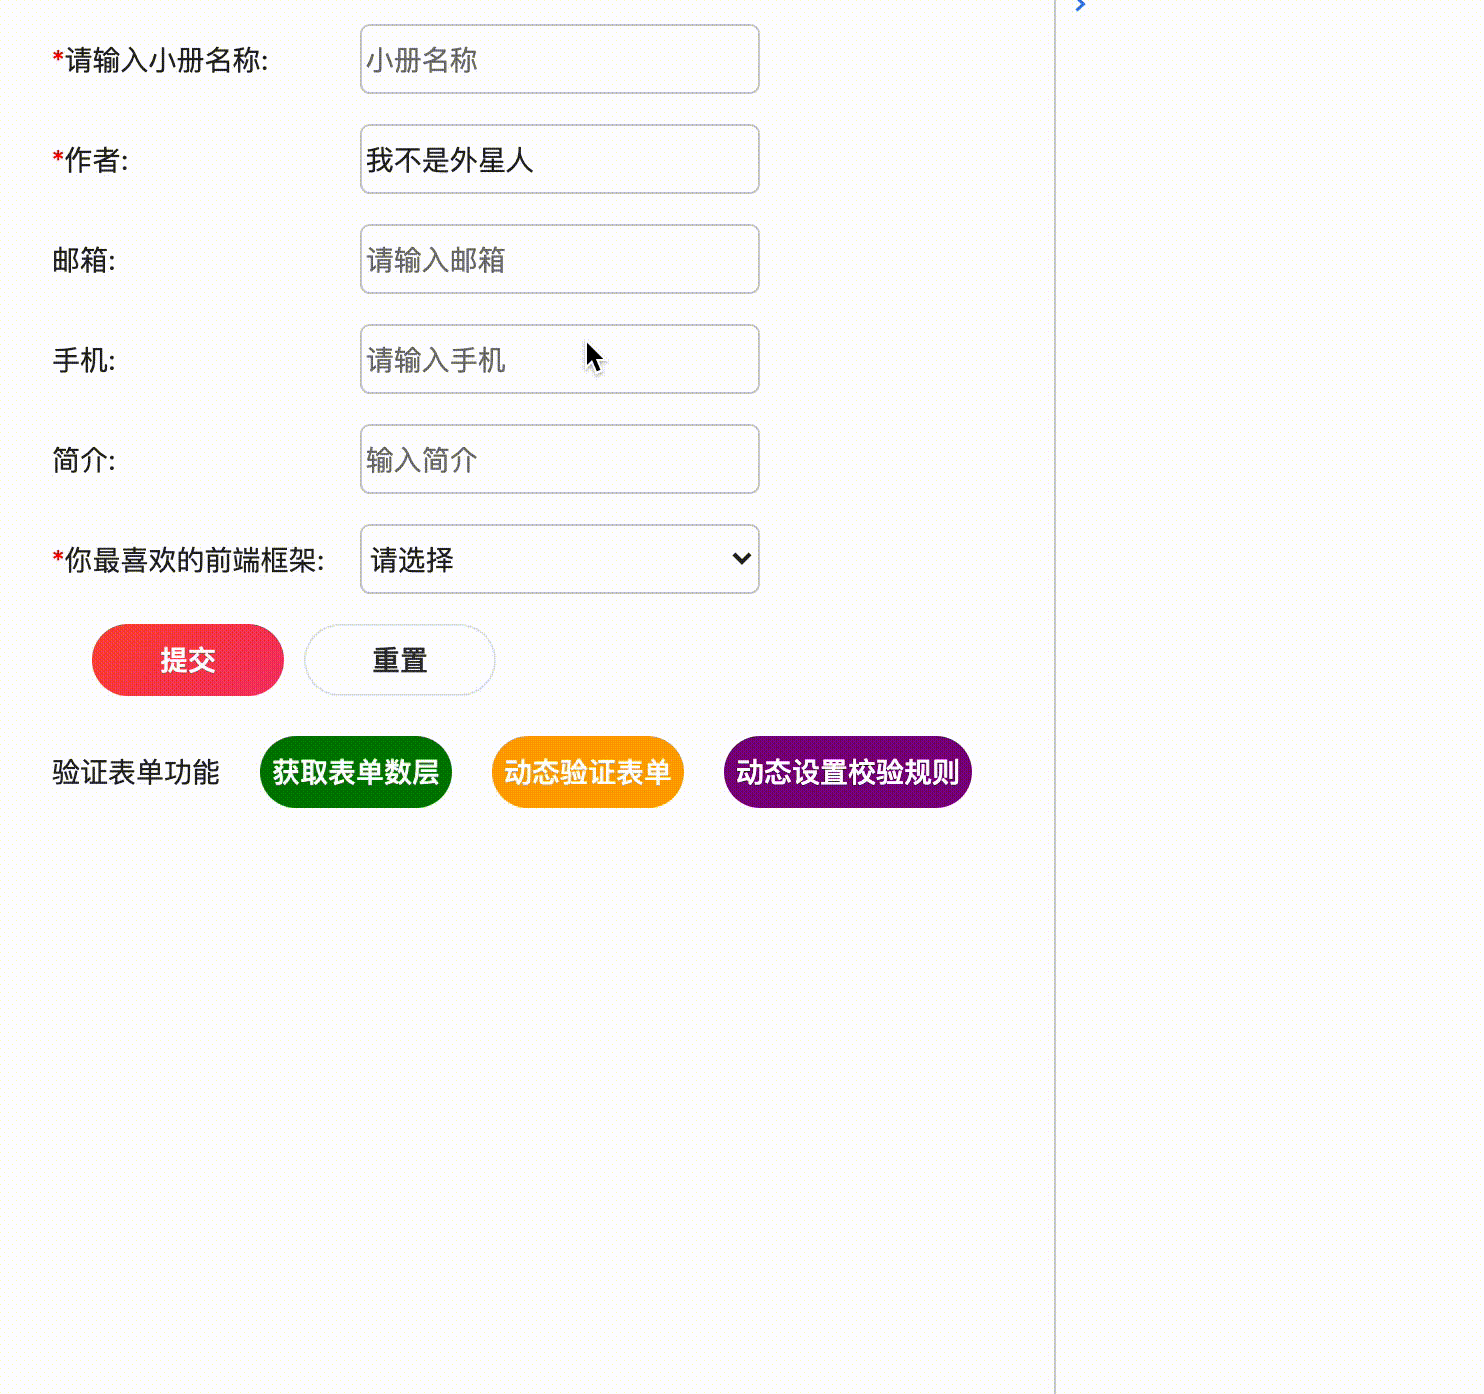 *请输入小册名称: 小册名称
*作者: 我不是外星人
邮箱: 请输入邮箱
手机: 请输入手机
简介: 输入简介
*你最喜欢的前端框架: 请选择
提交 重置
验证表单功能 获取表单数层 动态验证表单 动态设置校验规则